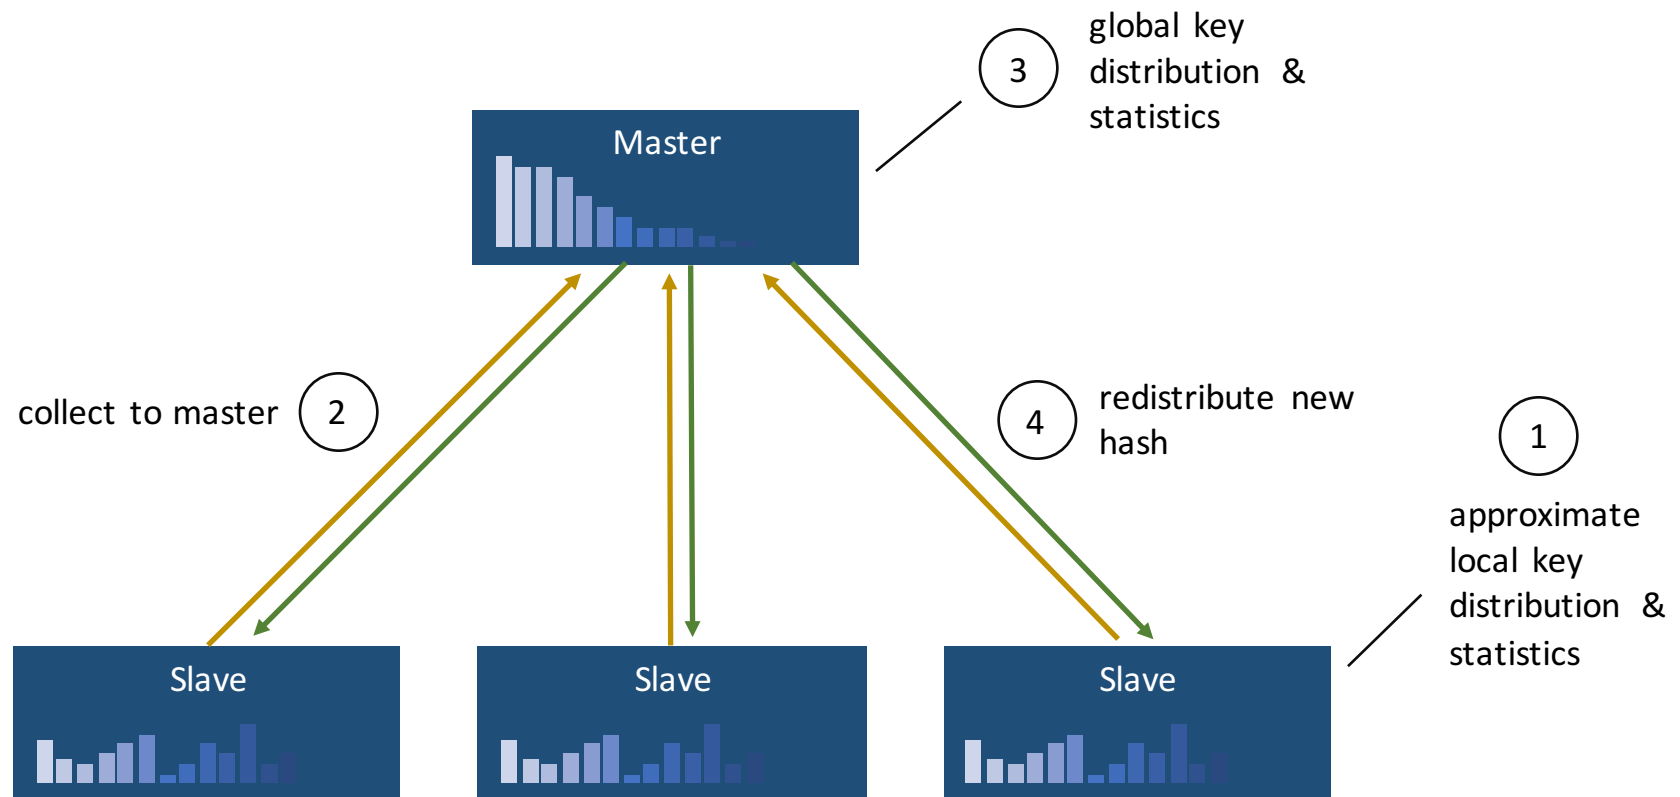 3
global key
distribution &
statistics
Master
collect to master
2
4
redistribute new
hash
1
approximate
local key
distribution &
statistics
Slave
Slave
Slave